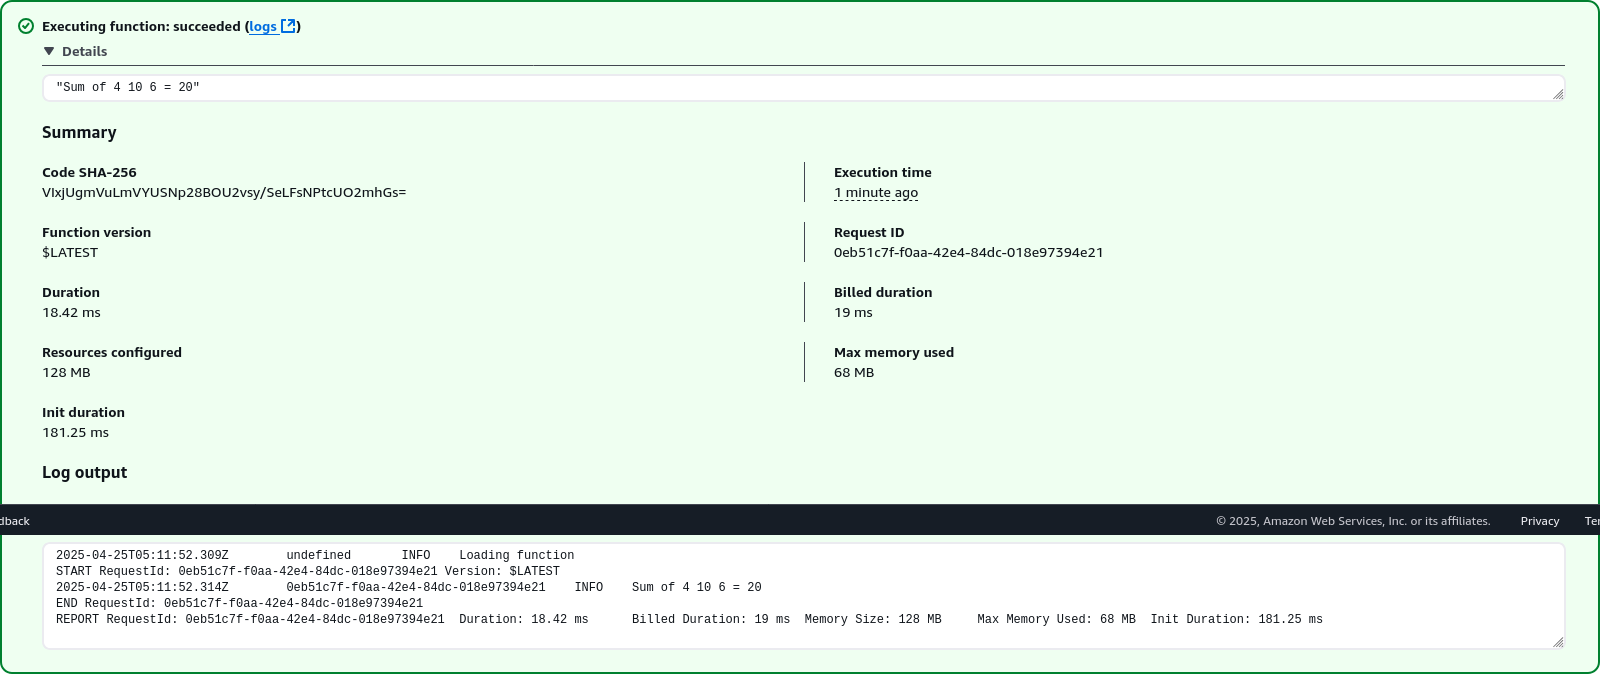 Executing function: succeeded (logs)
Details
"Sum of 4 10 6 = 20"
Summary
Code SHA-256
VIxjUgmVuLmVYUSNp28BOU2vsy/SeLFsNPtcUO2mhGs=
Execution time
1 minute ago
Function version
$LATEST
Request ID
0eb51c7f-f0aa-42e4-84dc-018e97394e21
Duration
18.42 ms
Billed duration
19 ms
Resources configured
128 MB
Max memory used
68 MB
Init duration
181.25 ms
Log output
dback © 2025, Amazon Web Services, Inc. or its affiliates. Privacy Ter
2025-04-25T05:11:52.309Z undefined INFO Loading function
START RequestId: 0eb51c7f-f0aa-42e4-84dc-018e97394e21 Version: $LATEST
2025-04-25T05:11:52.314Z 0eb51c7f-f0aa-42e4-84dc-018e97394e21 INFO Sum of 4 10 6 = 20
END RequestId: 0eb51c7f-f0aa-42e4-84dc-018e97394e21
REPORT RequestId: 0eb51c7f-f0aa-42e4-84dc-018e97394e21 Duration: 18.42 ms Billed Duration: 19 ms Memory Size: 128 MB Max Memory Used: 68 MB Init Duration: 181.25 ms